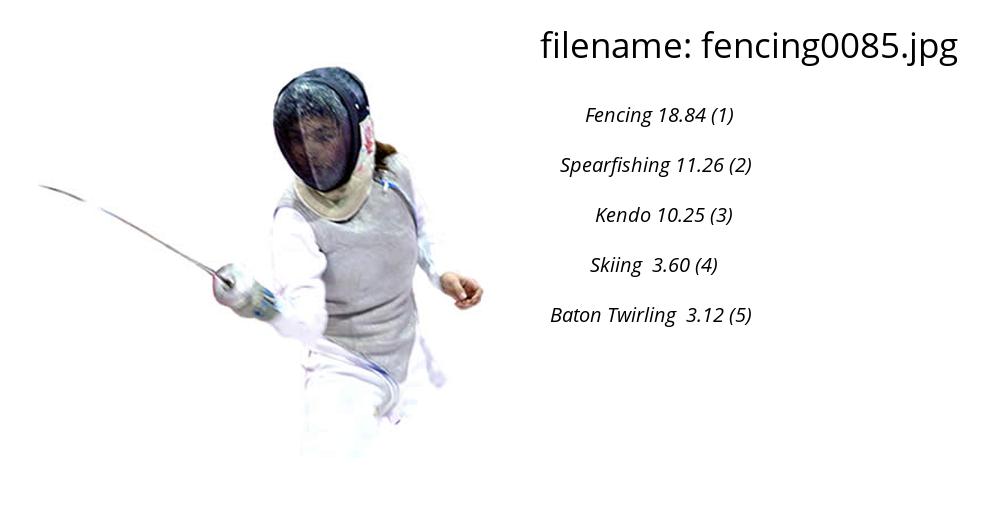 filename: fencing0085.jpg
Fencing 18.84 (1)
Spearfishing 11.26 (2)
Kendo 10.25 (3)
Skiing 3.60 (4)
Baton Twirling 3.12 (5)